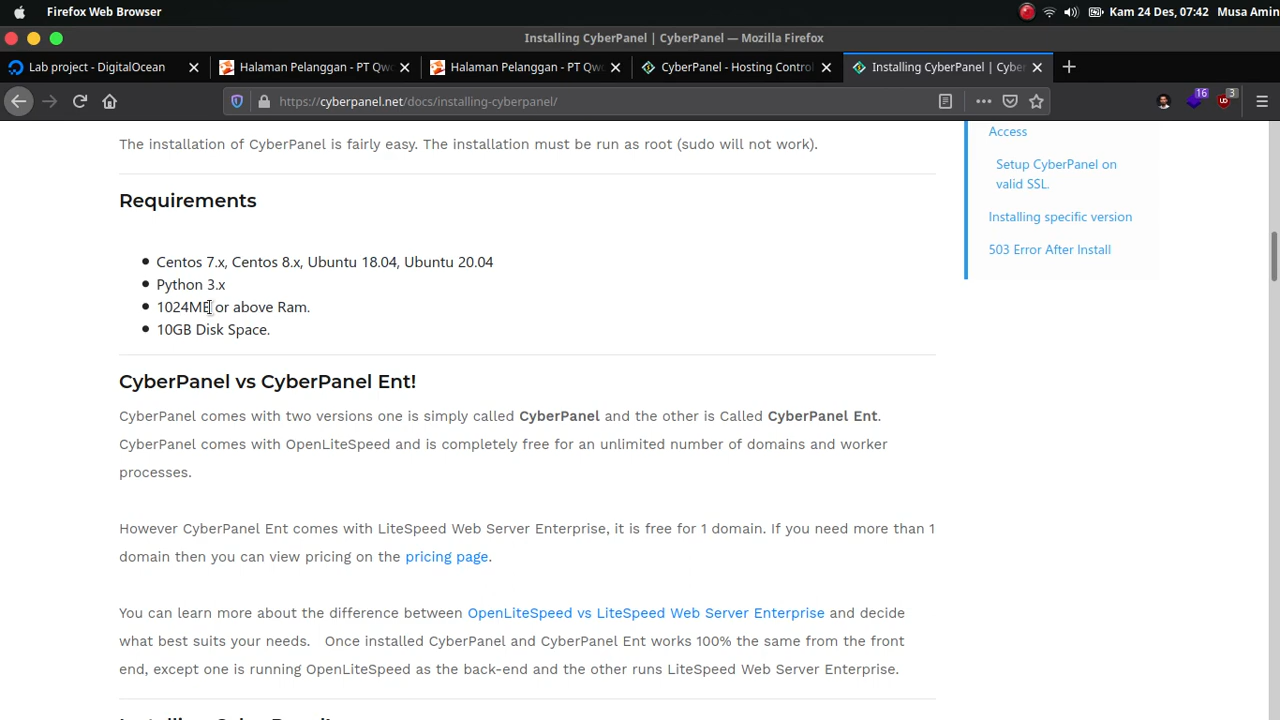 Firefox Web Browser
Kam 24 Des, 07:42 Musa Amin
Installing CyberPanel | CyberPanel — Mozilla Firefox
Lab project - DigitalOcean
Halaman Pelanggan - PT Qw
Halaman Pelanggan - PT Qw
CyberPanel - Hosting Control
Installing CyberPanel | Cyber
https://cyberpanel.net/docs/installing-cyberpanel/
16
3
The installation of CyberPanel is fairly easy. The installation must be run as root (sudo will not work).
Requirements
Centos 7.x, Centos 8.x, Ubuntu 18.04, Ubuntu 20.04
Python 3.x
1024MB or above Ram.
10GB Disk Space.
CyberPanel vs CyberPanel Ent!
CyberPanel comes with two versions one is simply called CyberPanel and the other is Called CyberPanel Ent.
CyberPanel comes with OpenLiteSpeed and is completely free for an unlimited number of domains and worker
processes.
However CyberPanel Ent comes with LiteSpeed Web Server Enterprise, it is free for 1 domain. If you need more than 1
domain then you can view pricing on the pricing page.
You can learn more about the difference between OpenLiteSpeed vs LiteSpeed Web Server Enterprise and decide
what best suits your needs. Once installed CyberPanel and CyberPanel Ent works 100% the same from the front
end, except one is running OpenLiteSpeed as the back-end and the other runs LiteSpeed Web Server Enterprise.
Access
Setup CyberPanel on
valid SSL.
Installing specific version
503 Error After Install